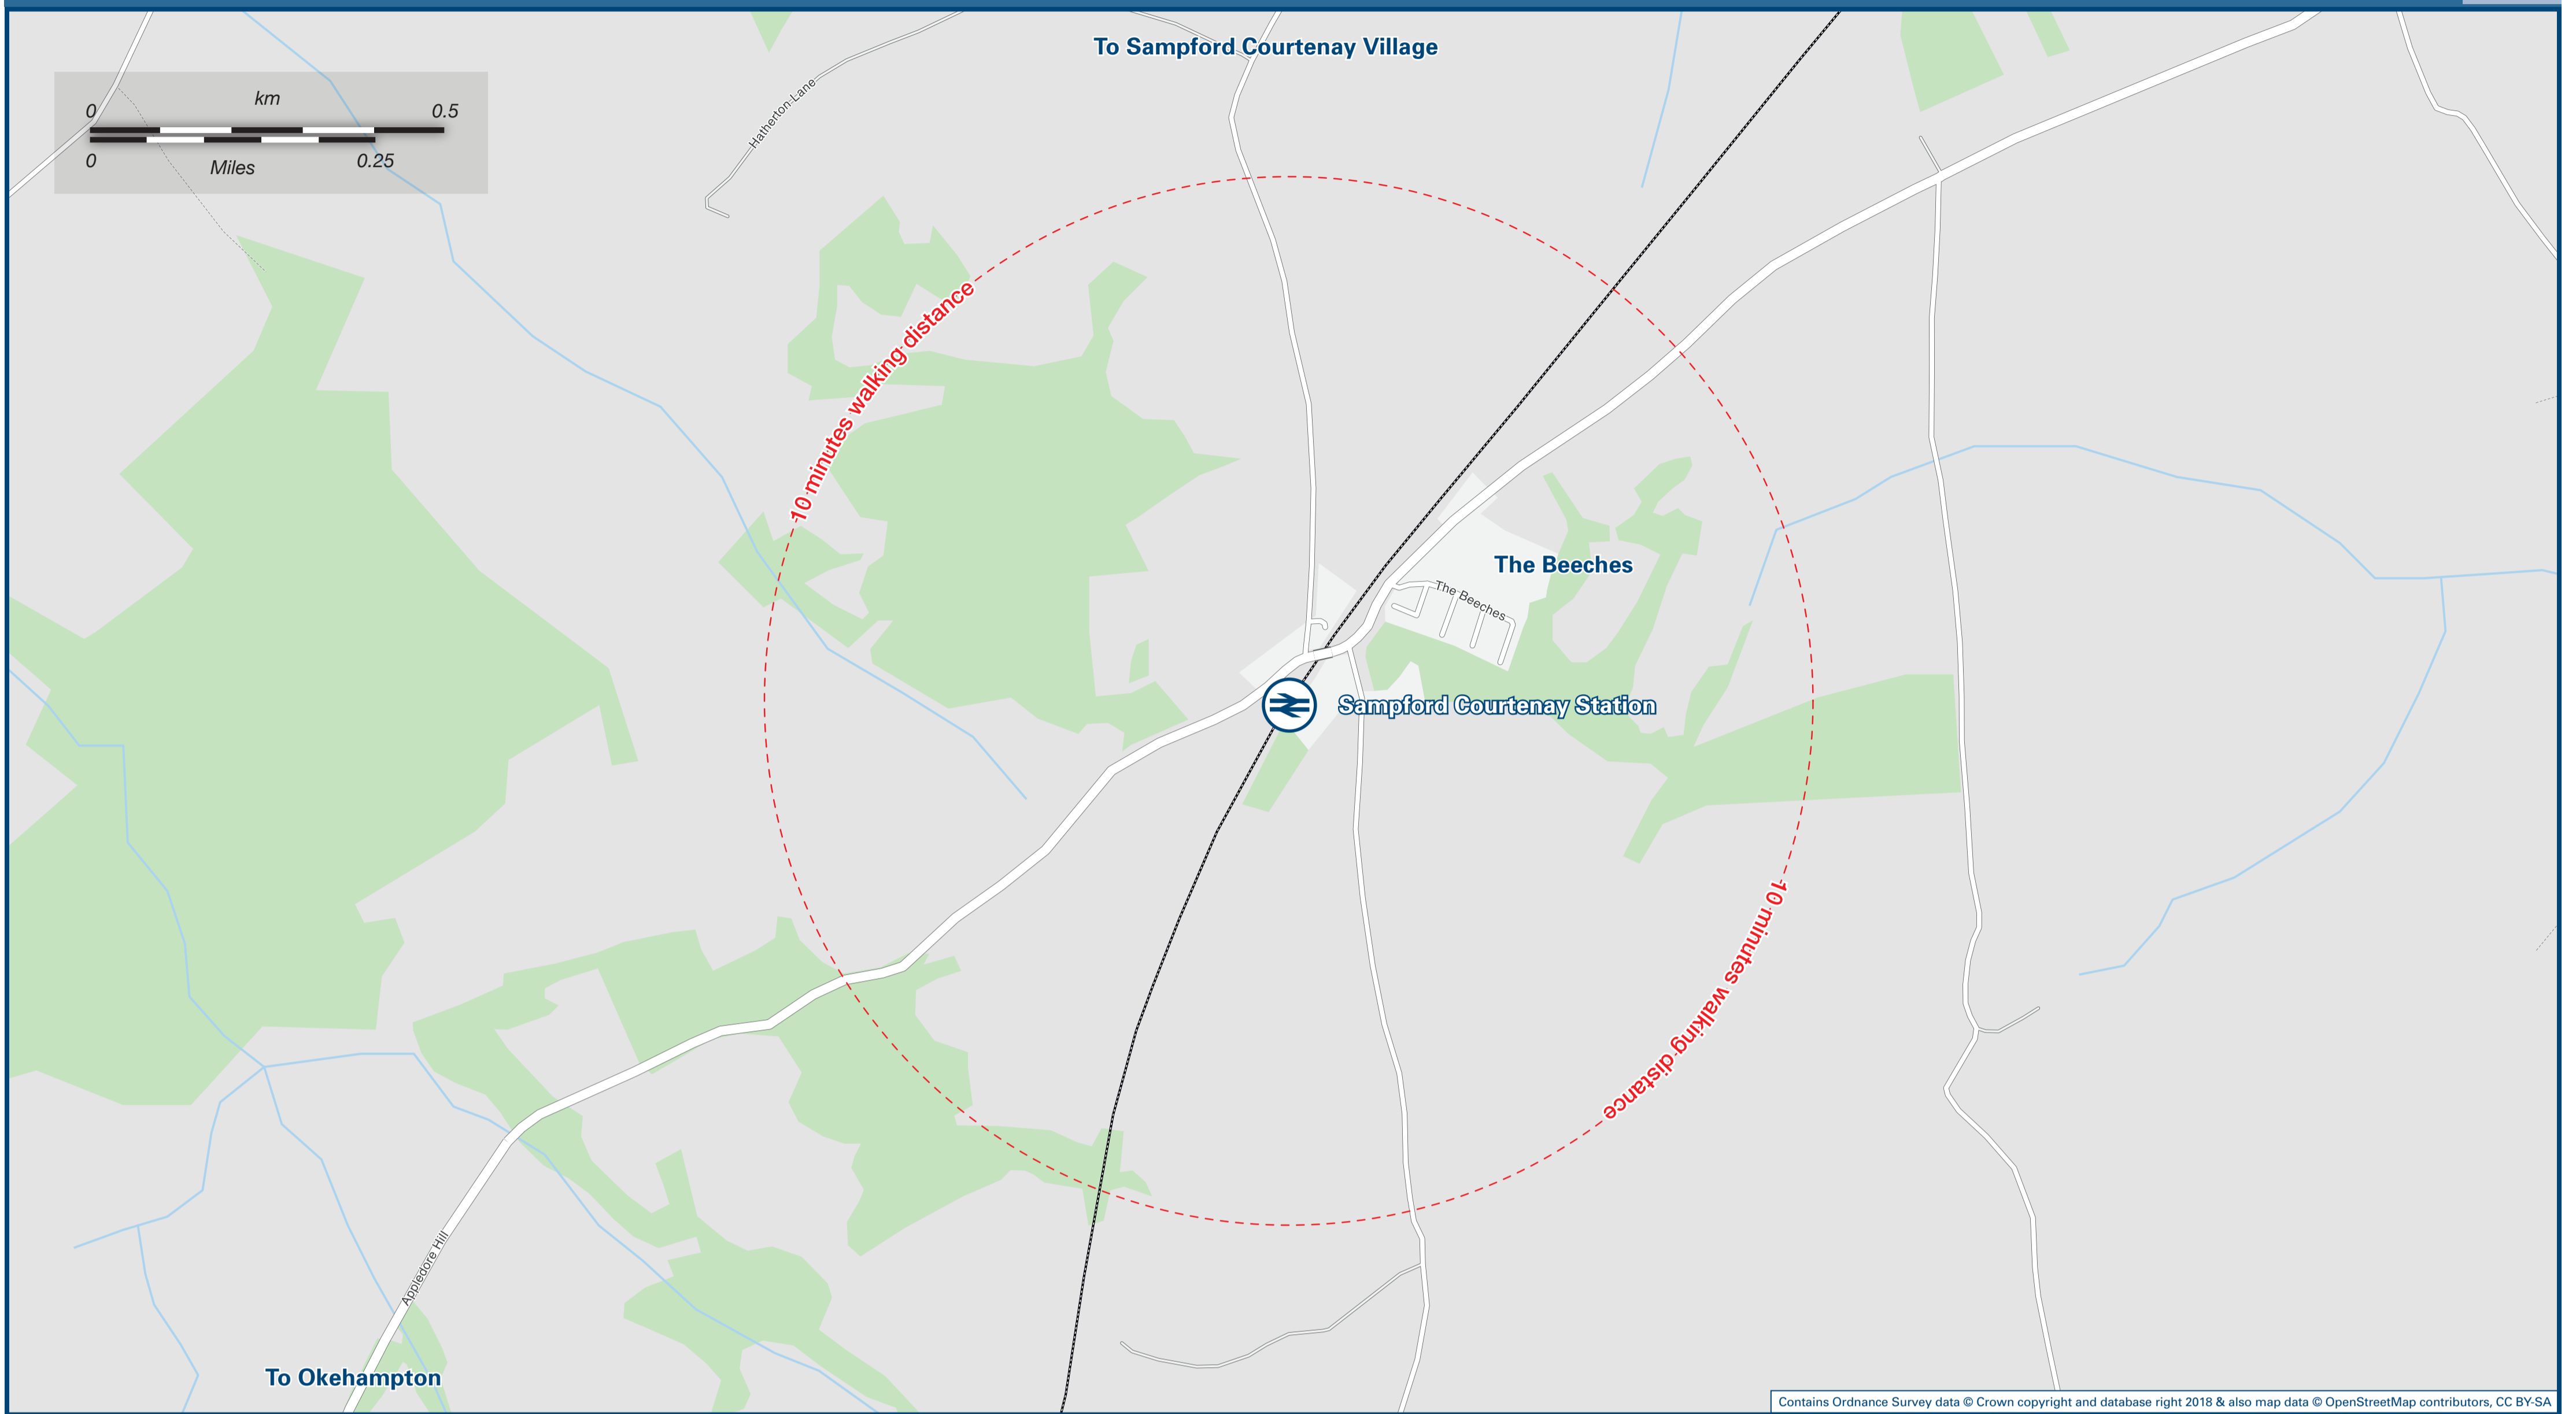 To Sampford Courtenay Village
km
0 0.5
0 0.25
Miles
Hatherton Lane
10 minutes walking distance
The Beeches
The Beeches
Sampford Courtenay Station
10 minutes walking distance
Appledore Hill
To Okehampton
Contains Ordnance Survey data © Crown copyright and database right 2018 & also map data © OpenStreetMap contributors, CC BY-SA